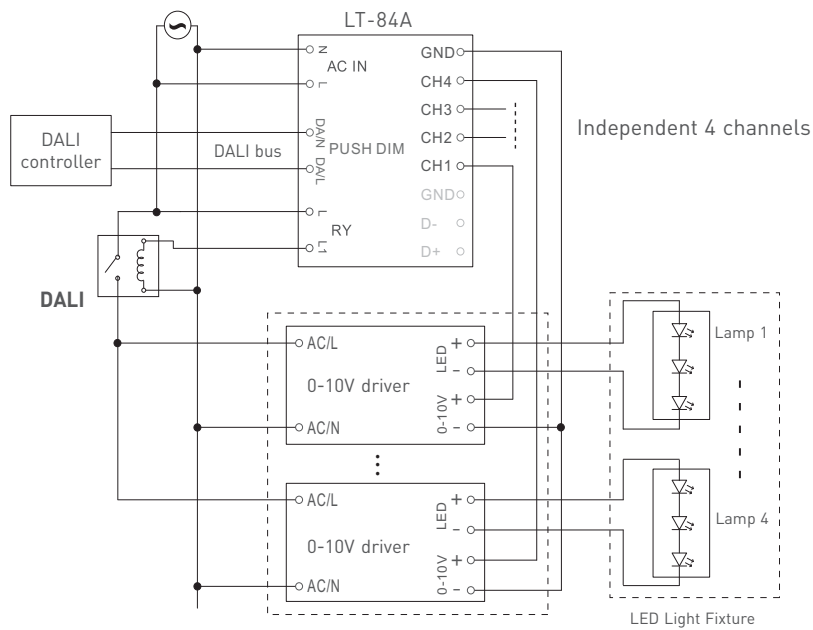 LT-84A
N
AC IN
L
GND
CH4
CH3
CH2
CH1
GND
D-
D+
Independent 4 channels
DALI
controller
DALI bus
DA/N
DA/L
PUSH DIM
L
RY
L1
DALI
AC/L
0-10V driver
AC/N
LED
+
-
0-10V
+
-
Lamp 1
AC/L
0-10V driver
AC/N
LED
+
-
0-10V
+
-
Lamp 4
LED Light Fixture